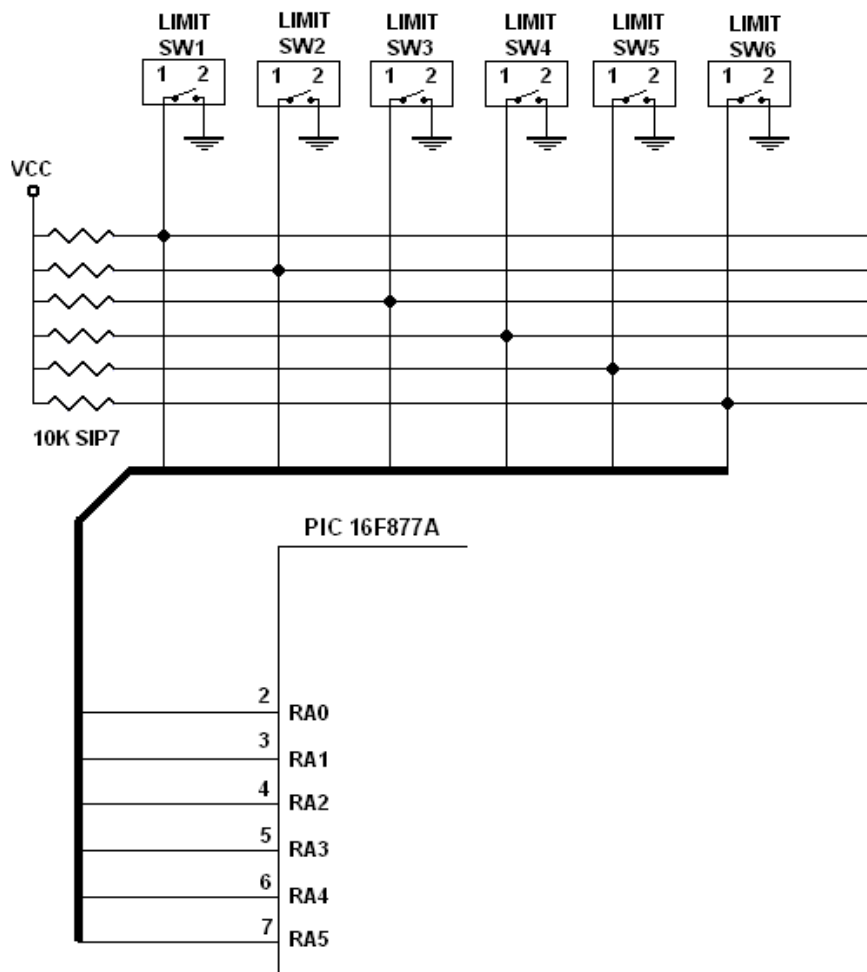 LIMIT SW1
LIMIT SW2
LIMIT SW3
LIMIT SW4
LIMIT SW5
LIMIT SW6
1 2
1 2
1 2
1 2
1 2
1 2
VCC
10K SIP7
PIC 16F877A
2 RA0
3 RA1
4 RA2
5 RA3
6 RA4
7 RA5